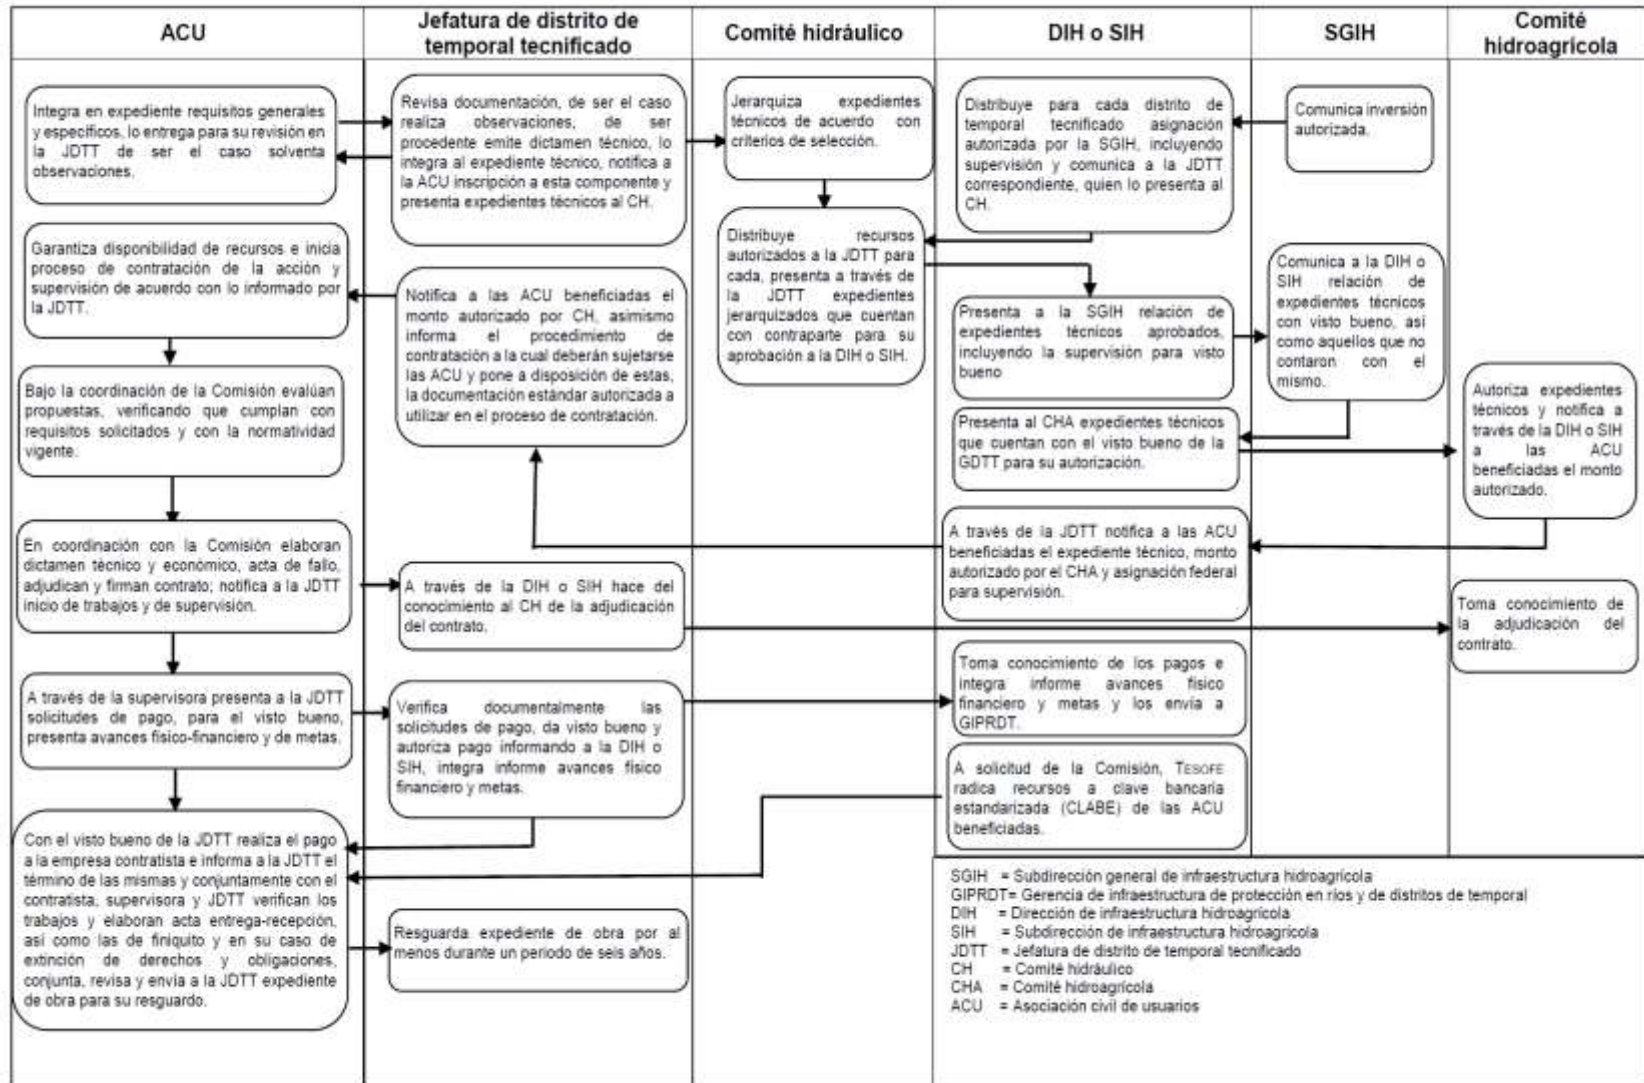 ACU
Jefatura de distrito de
temporal tecnificado
Comité hidráulico
DIH o SIH
SGIH
Comité
hidroagrícola
Integra en expediente requisitos generales
y específicos, lo entrega para su revisión en
la JDTT de ser el caso solventa
observaciones.
Revisa documentación, de ser el caso
realiza observaciones, de ser
procedente emite dictamen técnico, lo
integra al expediente técnico, notifica a
la ACU inscripción a esta componente y
presenta expedientes técnicos al CH.
Jerarquiza expedientes
técnicos de acuerdo con
criterios de selección.
Distribuye para cada distrito de
temporal tecnificado asignación
autorizada por la SGIH, incluyendo
supervisión y comunica a la JDTT
correspondiente, quien lo presenta al
CH.
Comunica inversión
autorizada.
Garantiza disponibilidad de recursos e inicia
proceso de contratación de la acción y
supervisión de acuerdo con lo informado por
la JDTT.
Notifica a las ACU beneficiadas el
monto autorizado por CH, asimismo
informa el procedimiento de
contratación a la cual deberán sujetarse
las ACU y pone a disposición de estas,
la documentación estándar autorizada a
utilizar en el proceso de contratación.
Distribuye recursos
autorizados a la JDTT para
cada, presenta a través de
la JDTT expedientes
jerarquizados que cuentan
con contraparte para su
aprobación a la DIH o SIH.
Presenta a la SGIH relación de
expedientes técnicos aprobados,
incluyendo la supervisión para visto
bueno
Comunica a la DIH o
SIH relación de
expedientes técnicos
con visto bueno, así
como aquellos que no
contaron con el
mismo.
Bajo la coordinación de la Comisión evalúan
propuestas, verificando que cumplan con
requisitos solicitados y con la normatividad
vigente.
Presenta al CHA expedientes técnicos
que cuentan con el visto bueno de la
GDTT para su autorización.
Autoriza expedientes
técnicos y notifica a
través de la DIH o SIH
a las ACU
beneficiadas el monto
autorizado.
En coordinación con la Comisión elaboran
dictamen técnico y económico, acta de fallo,
adjudican y firman contrato; notifica a la JDTT
inicio de trabajos y de supervisión.
A través de la DIH o SIH hace del
conocimiento al CH de la adjudicación
del contrato.
A través de la JDTT notifica a las ACU
beneficiadas el expediente técnico, monto
autorizado por el CHA y asignación federal
para supervisión.
Toma conocimiento de
la adjudicación del
contrato.
A través de la supervisora presenta a la JDTT
solicitudes de pago, para el visto bueno,
presenta avances físico-financiero y de metas.
Verifica documentalmente las
solicitudes de pago, da visto bueno y
autoriza pago informando a la DIH o
SIH, integra informe avances físico
financiero y metas.
Toma conocimiento de los pagos e
integra informe avances físico
financiero y metas y los envía a
GIPRDT.
A solicitud de la Comisión, TESOFE
radica recursos a clave bancaria
estandarizada (CLABE) de las ACU
beneficiadas.
Con el visto bueno de la JDTT realiza el pago
a la empresa contratista e informa a la JDTT el
término de las mismas y conjuntamente con el
contratista, supervisora y JDTT verifican los
trabajos y elaboran acta entrega-recepción,
así como las de finiquito y en su caso de
extinción de derechos y obligaciones,
conjunta, revisa y envía a la JDTT expediente
de obra para su resguardo.
Resguarda expediente de obra por al
menos durante un periodo de seis años.
SGIH = Subdirección general de infraestructura hidroagrícola
GIPRDT= Gerencia de infraestructura de protección en ríos y de distritos de temporal
DIH = Dirección de infraestructura hidroagrícola
SIH = Subdirección de infraestructura hidroagrícola
JDTT = Jefatura de distrito de temporal tecnificado
CH = Comité hidráulico
CHA = Comité hidroagrícola
ACU = Asociación civil de usuarios